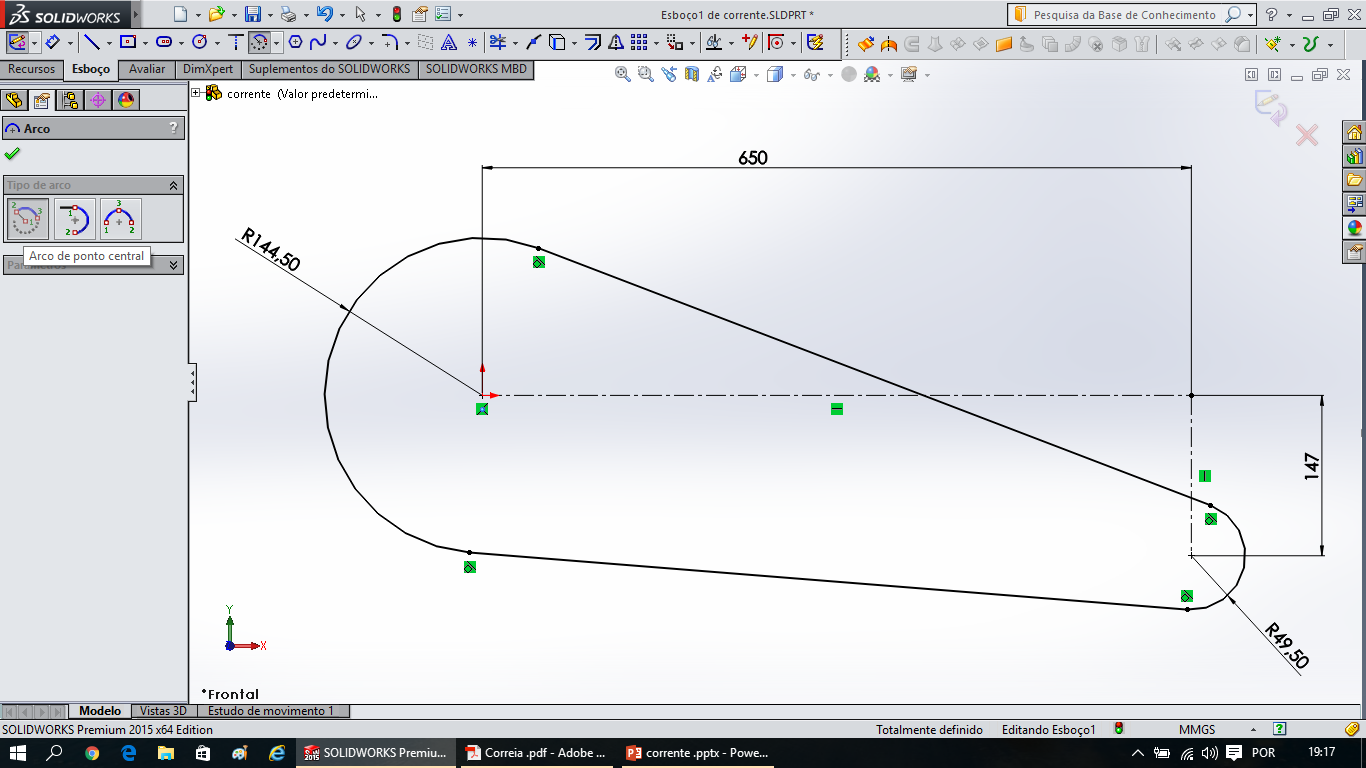 SOLIDWORKS
Esboço1 de corrente.SLDPRT *
Pesquisa da Base de Conhecimento
Recursos
Esboço
Avaliar
DimXpert
Suplementos do SOLIDWORKS
SOLIDWORKS MBD
corrente (Valor predetermi...
Arco
?
Tipo de arco
Arco de ponto central
650
R144,50
147
R49,50
Y
X
*Frontal
Modelo
Vistas 3D
Estudo de movimento 1
SOLIDWORKS Premium 2015 x64 Edition
Totalmente definido
Editando Esboço1
MMGS
SOLIDWORKS Premiu...
Correia .pdf - Adobe ...
corrente .pptx - Powe...
POR
19:17